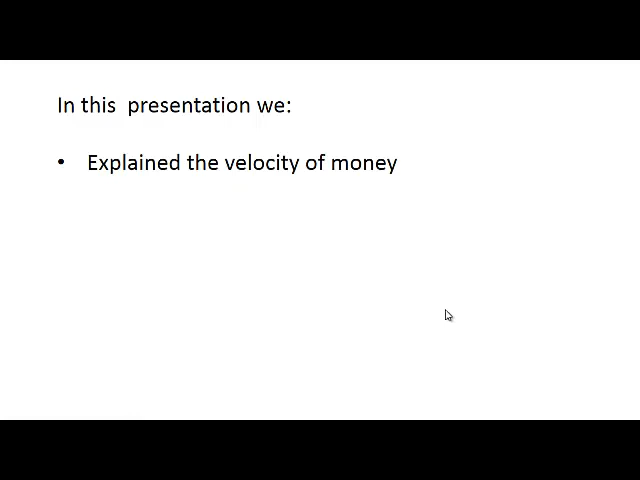 In this  presentation we:
• Explained the velocity of money